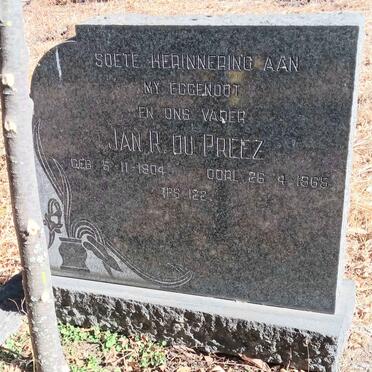 SOETE HERINNERING AAN
MY EGGENOOT
EN ONS VADER
JAN R. DU PREEZ
GEB. 5-11-1904 OORL. 26-4-1965
PS. 122